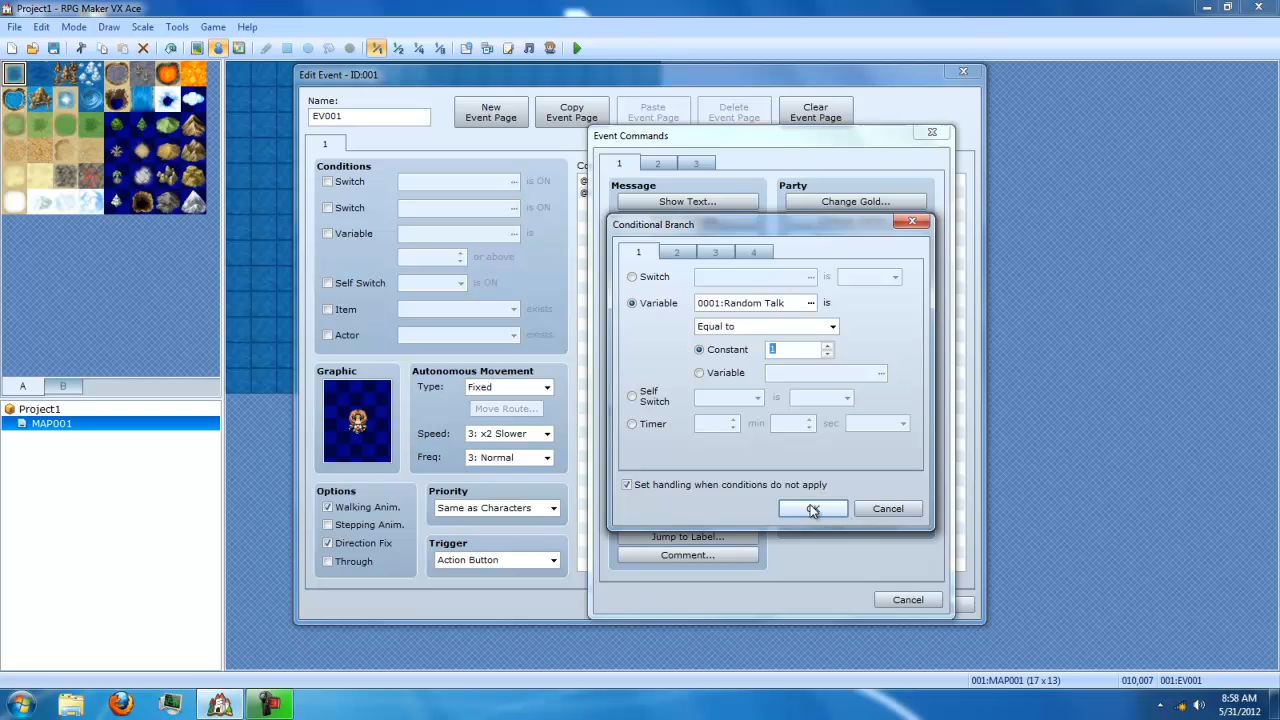 Project1 - RPG Maker VX Ace
File Edit Mode Draw Scale Tools Game Help
Edit Event - ID:001
Name:
EV001
New Event Page
Copy Event Page
Paste Event Page
Delete Event Page
Clear Event Page
1
Conditions
Switch ... is ON
Switch ... is ON
Variable ... is
or above
Self Switch is ON
Item exists
Actor exists
Graphic
Autonomous Movement
Type: Fixed
Move Route...
Speed: 3: x2 Slower
Freq: 3: Normal
Options
Walking Anim.
Stepping Anim.
Direction Fix
Through
Priority
Same as Characters
Trigger
Action Button
Event Commands
1 2 3
Message
Show Text...
Party
Change Gold...
Conditional Branch
1 2 3 4
Switch ... is
Variable 0001:Random Talk ... is
Equal to
Constant 1
Variable ...
Self Switch is
Timer min sec
Set handling when conditions do not apply
Cancel
Jump to Label...
Comment...
Cancel
A B
Project1
MAP001
001:MAP001 (17 x 13) 010,007 001:EV001
8:58 AM
5/31/2012